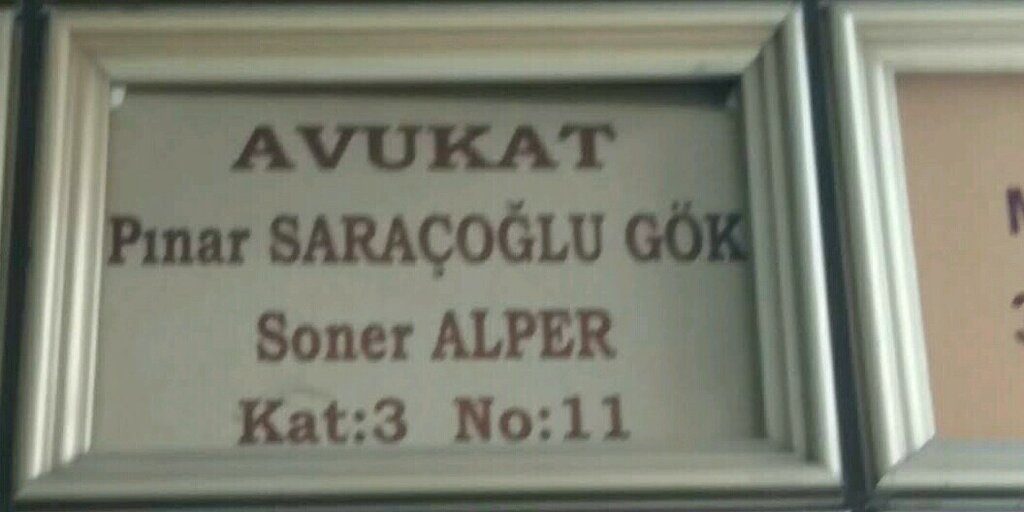 AVUKAT
Pınar SARAÇOĞLU GÖK
Soner ALPER
Kat:3 No:11